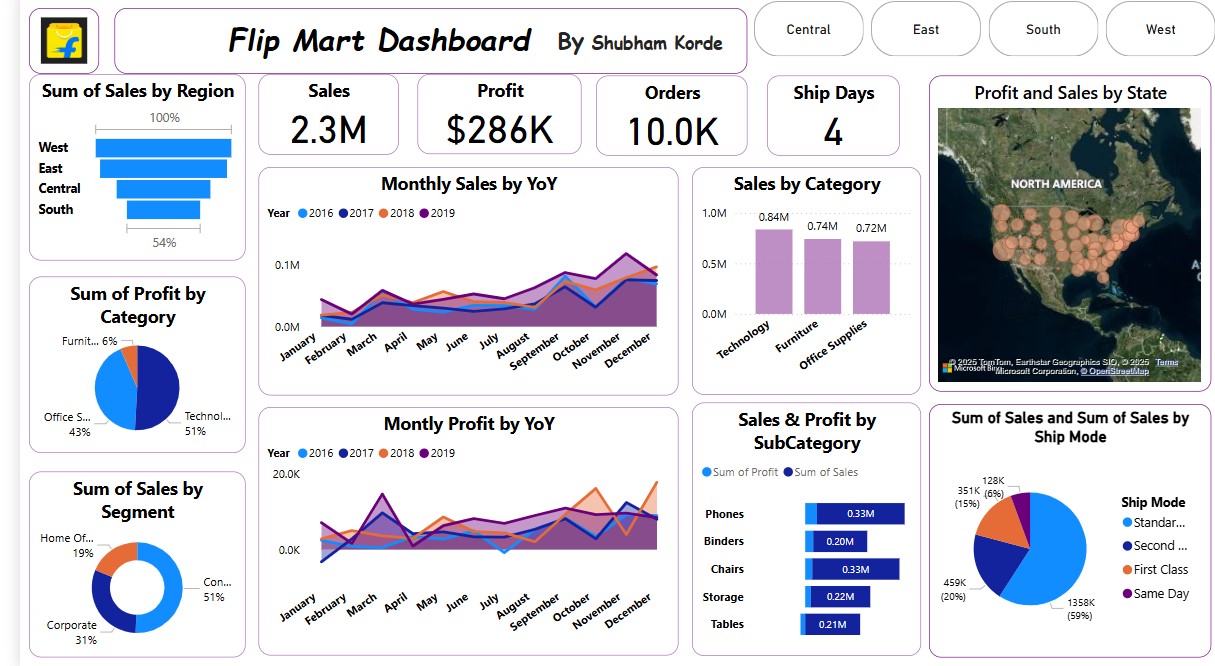 Flip Mart Dashboard By Shubham Korde
Central
East
South
West
Sum of Sales by Region
100%
West
East
Central
South
54%
Sales
2.3M
Profit
$286K
Orders
10.0K
Ship Days
4
Profit and Sales by State
NORTH AMERICA
© 2025 TomTom, Earthstar Geographics SIO, © 2025 Terms
Microsoft Bing
Microsoft Corporation, © OpenStreetMap
Monthly Sales by YoY
Year 2016 2017 2018 2019
0.1M
0.0M
January
February
March
April
May
June
July
August
September
October
November
December
Sales by Category
1.0M
0.84M
0.74M
0.72M
0.5M
0.0M
Technology
Furniture
Office Supplies
Sum of Profit by
Category
Furnit... 6%
Office S...
43%
Technol...
51%
Montly Profit by YoY
Year 2016 2017 2018 2019
20.0K
0.0K
January
February
March
April
May
June
July
August
September
October
November
December
Sales & Profit by
SubCategory
Sum of Profit Sum of Sales
Phones 0.33M
Binders 0.20M
Chairs 0.33M
Storage 0.22M
Tables 0.21M
Sum of Sales and Sum of Sales by
Ship Mode
128K
(6%)
351K
(15%)
459K
(20%)
1358K
(59%)
Ship Mode
Standar...
Second ...
First Class
Same Day
Sum of Sales by
Segment
Home Of...
19%
Con...
51%
Corporate
31%